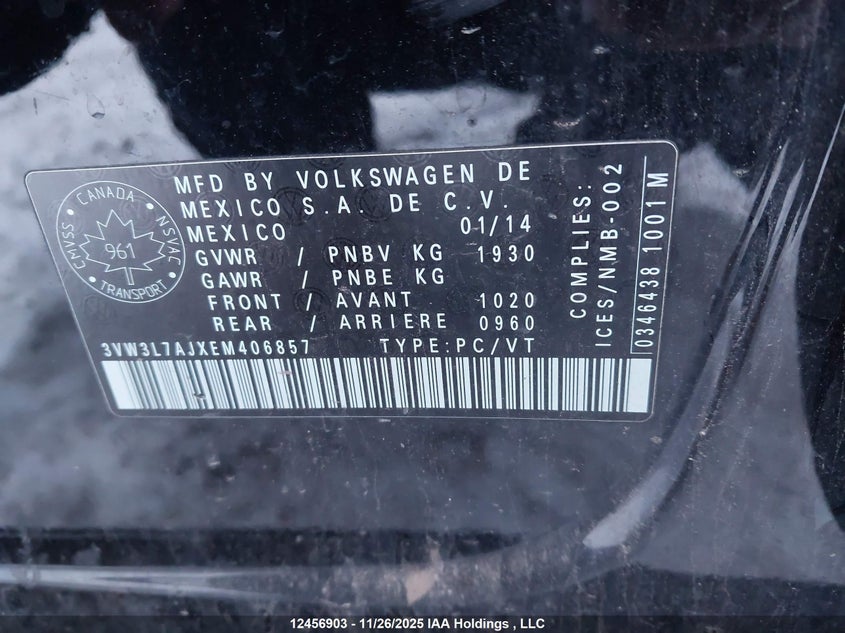 MFD BY VOLKSWAGEN DE
MEXICO S.A. DE C.V.
MEXICO 01/14
GVWR / PNBV KG 1930
GAWR / PNBE KG
FRONT / AVANT 1020
REAR / ARRIERE 0960
3VW3L7AJXEM406857 TYPE:PC/VT
CANADA
CMVSS
961
NSVAC
TRANSPORT
COMPLIES:
ICES/NMB-002
0346438 1001 M
12456903 - 11/26/2025 IAA Holdings , LLC